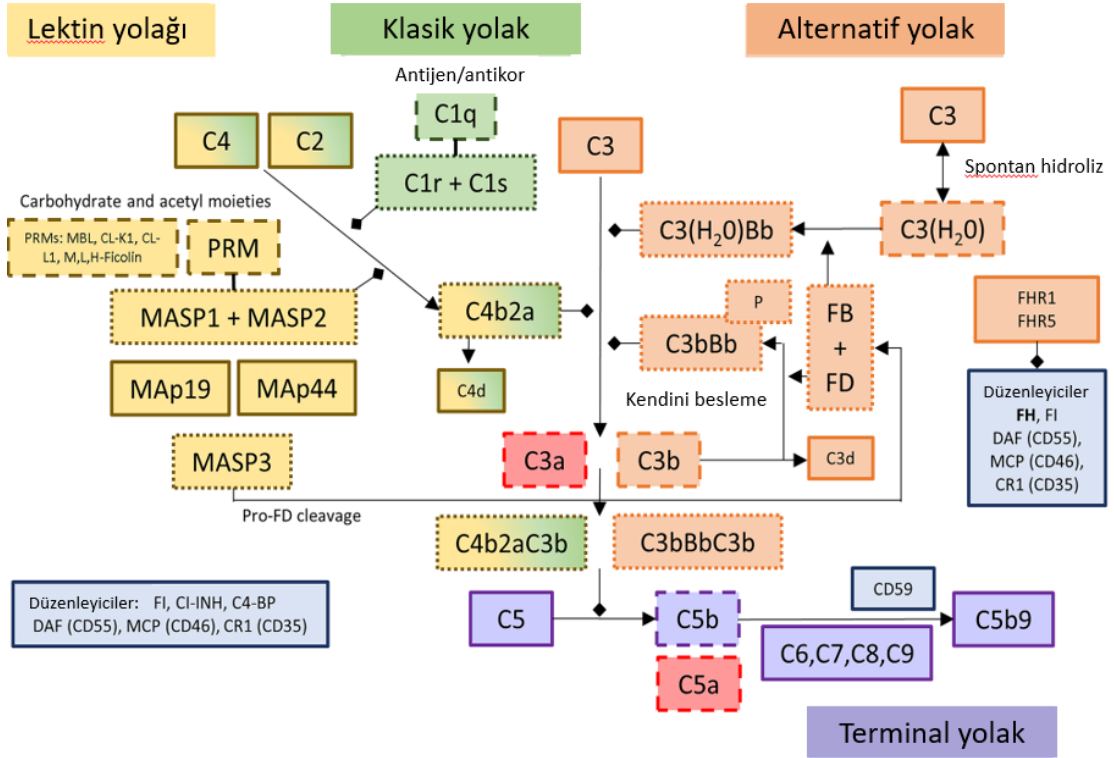 Lektin yolağı
Klasik yolak
Alternatif yolak
Antijen/antikor
C1q
C4
C2
C1r + C1s
C3
C3
Spontan hidroliz
Carbohydrate and acetyl moieties
PRMs: MBL, CL-K1, CL-
L1, M,L,H-Ficolin
PRM
C3(H₂0)Bb
C3(H₂0)
MASP1 + MASP2
C4b2a
P
C3bBb
FB
+
FD
FHR1
FHR5
MAp19
MAp44
C4d
Kendini besleme
Düzenleyiciler
FH, FI
DAF (CD55),
MCP (CD46),
CR1 (CD35)
MASP3
C3a
C3b
C3d
Pro-FD cleavage
C4b2aC3b
C3bBbC3b
Düzenleyiciler: FI, CI-INH, C4-BP
DAF (CD55), MCP (CD46), CR1 (CD35)
CD59
C5
C5b
C5b9
C6,C7,C8,C9
C5a
Terminal yolak